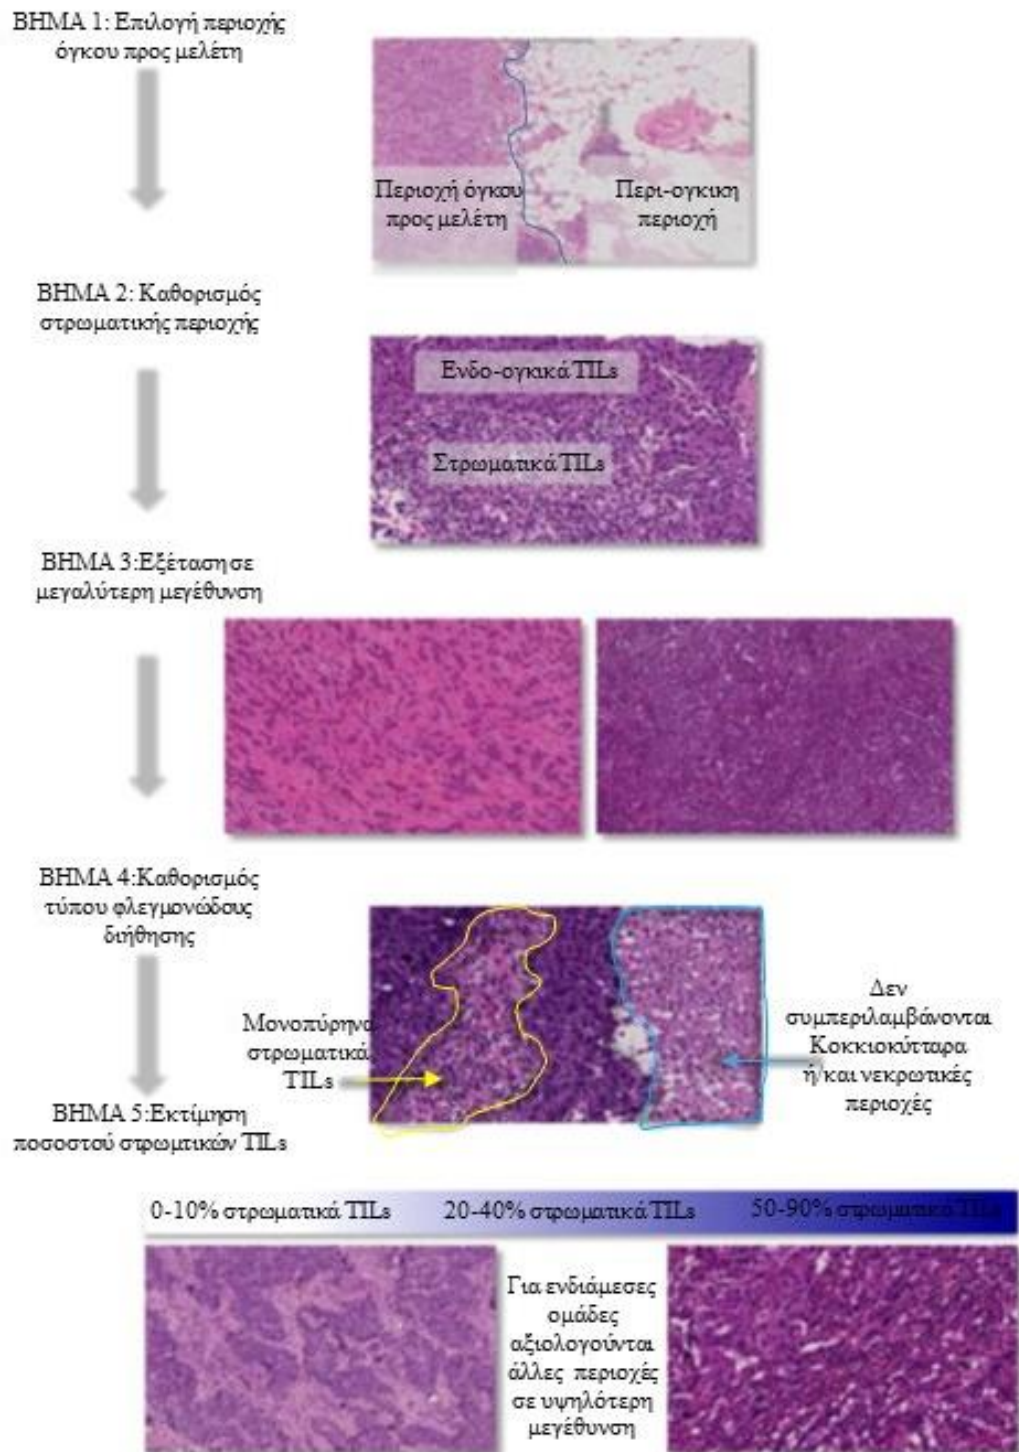 ΒΗΜΑ 1: Επιλογή περιοχής
όγκου προς μελέτη
Περιοχή όγκου
προς μελέτη
Περι-ογκικη
περιοχή
ΒΗΜΑ 2: Καθορισμός
στρωματικής περιοχής
Ενδο-ογκικά TILs
Στρωματικά TILs
ΒΗΜΑ 3:Εξέταση σε
μεγαλύτερη μεγέθυνση
ΒΗΜΑ 4:Καθορισμός
τύπου φλεγμονώδους
διήθησης
Μονοπύρηνα
στρωματικά
TILs
Δεν
συμπεριλαμβάνονται
Κοκκιοκύτταρα
ή/και νεκρωτικές
περιοχές
ΒΗΜΑ 5:Εκτίμηση
ποσοστού στρωμτικών TILs
0-10% στρωματικά TILs
20-40% στρωματικά TILs
50-90% στρωματικά TILs
Για ενδιάμεσες
ομάδες
αξιολογούνται
άλλες περιοχές
σε υψηλότερη
μεγέθυνση